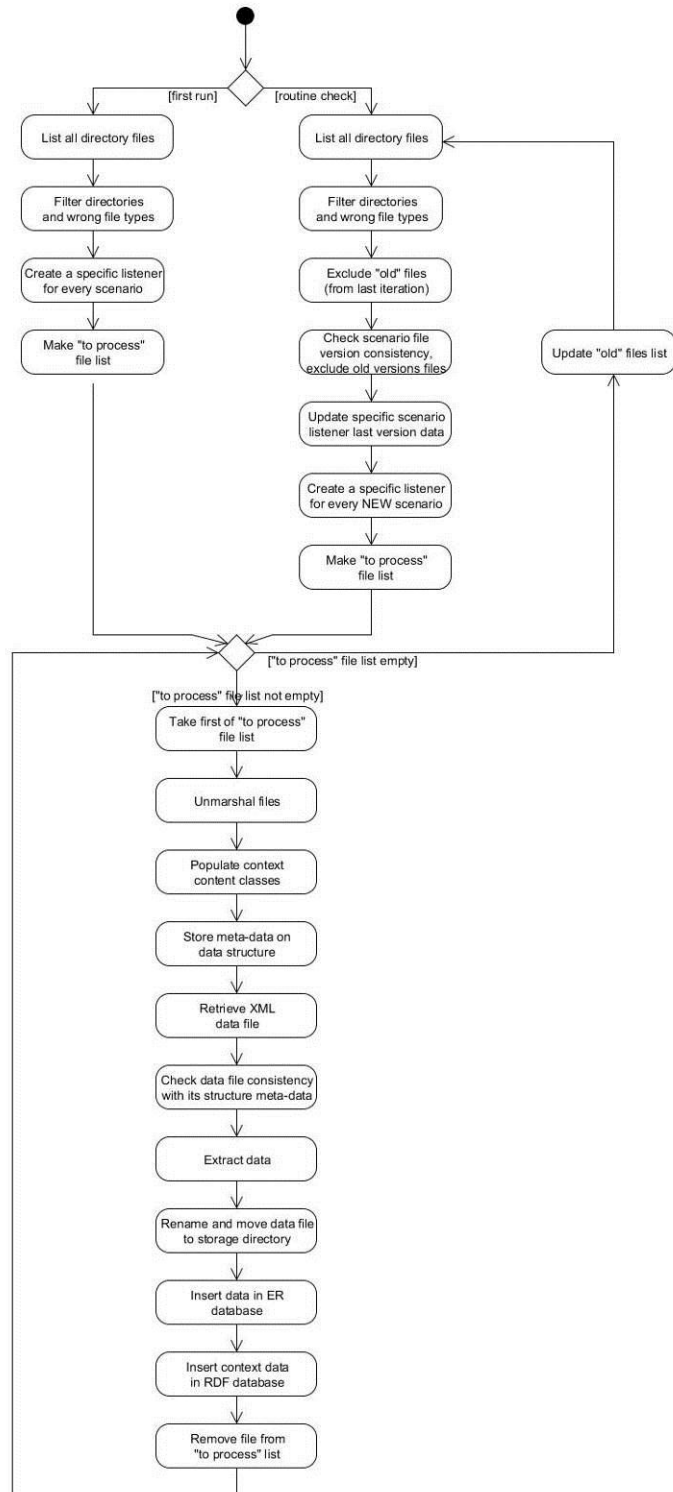 [first run]
[routine check]
List all directory files
Filter directories
and wrong file types
Create a specific listener
for every scenario
Make "to process"
file list
List all directory files
Filter directories
and wrong file types
Exclude "old" files
(from last iteration)
Check scenario file
version consistency,
exclude old versions files
Update specific scenario
listener last version data
Create a specific listener
for every NEW scenario
Make "to process"
file list
Update "old" files list
["to process" file list empty]
["to process" file list not empty]
Take first of "to process"
file list
Unmarshal files
Populate context
content classes
Store meta-data on
data structure
Retrieve XML
data file
Check data file consistency
with its structure meta-data
Extract data
Rename and move data file
to storage directory
Insert data in ER
database
Insert context data
in RDF database
Remove file from
"to process" list